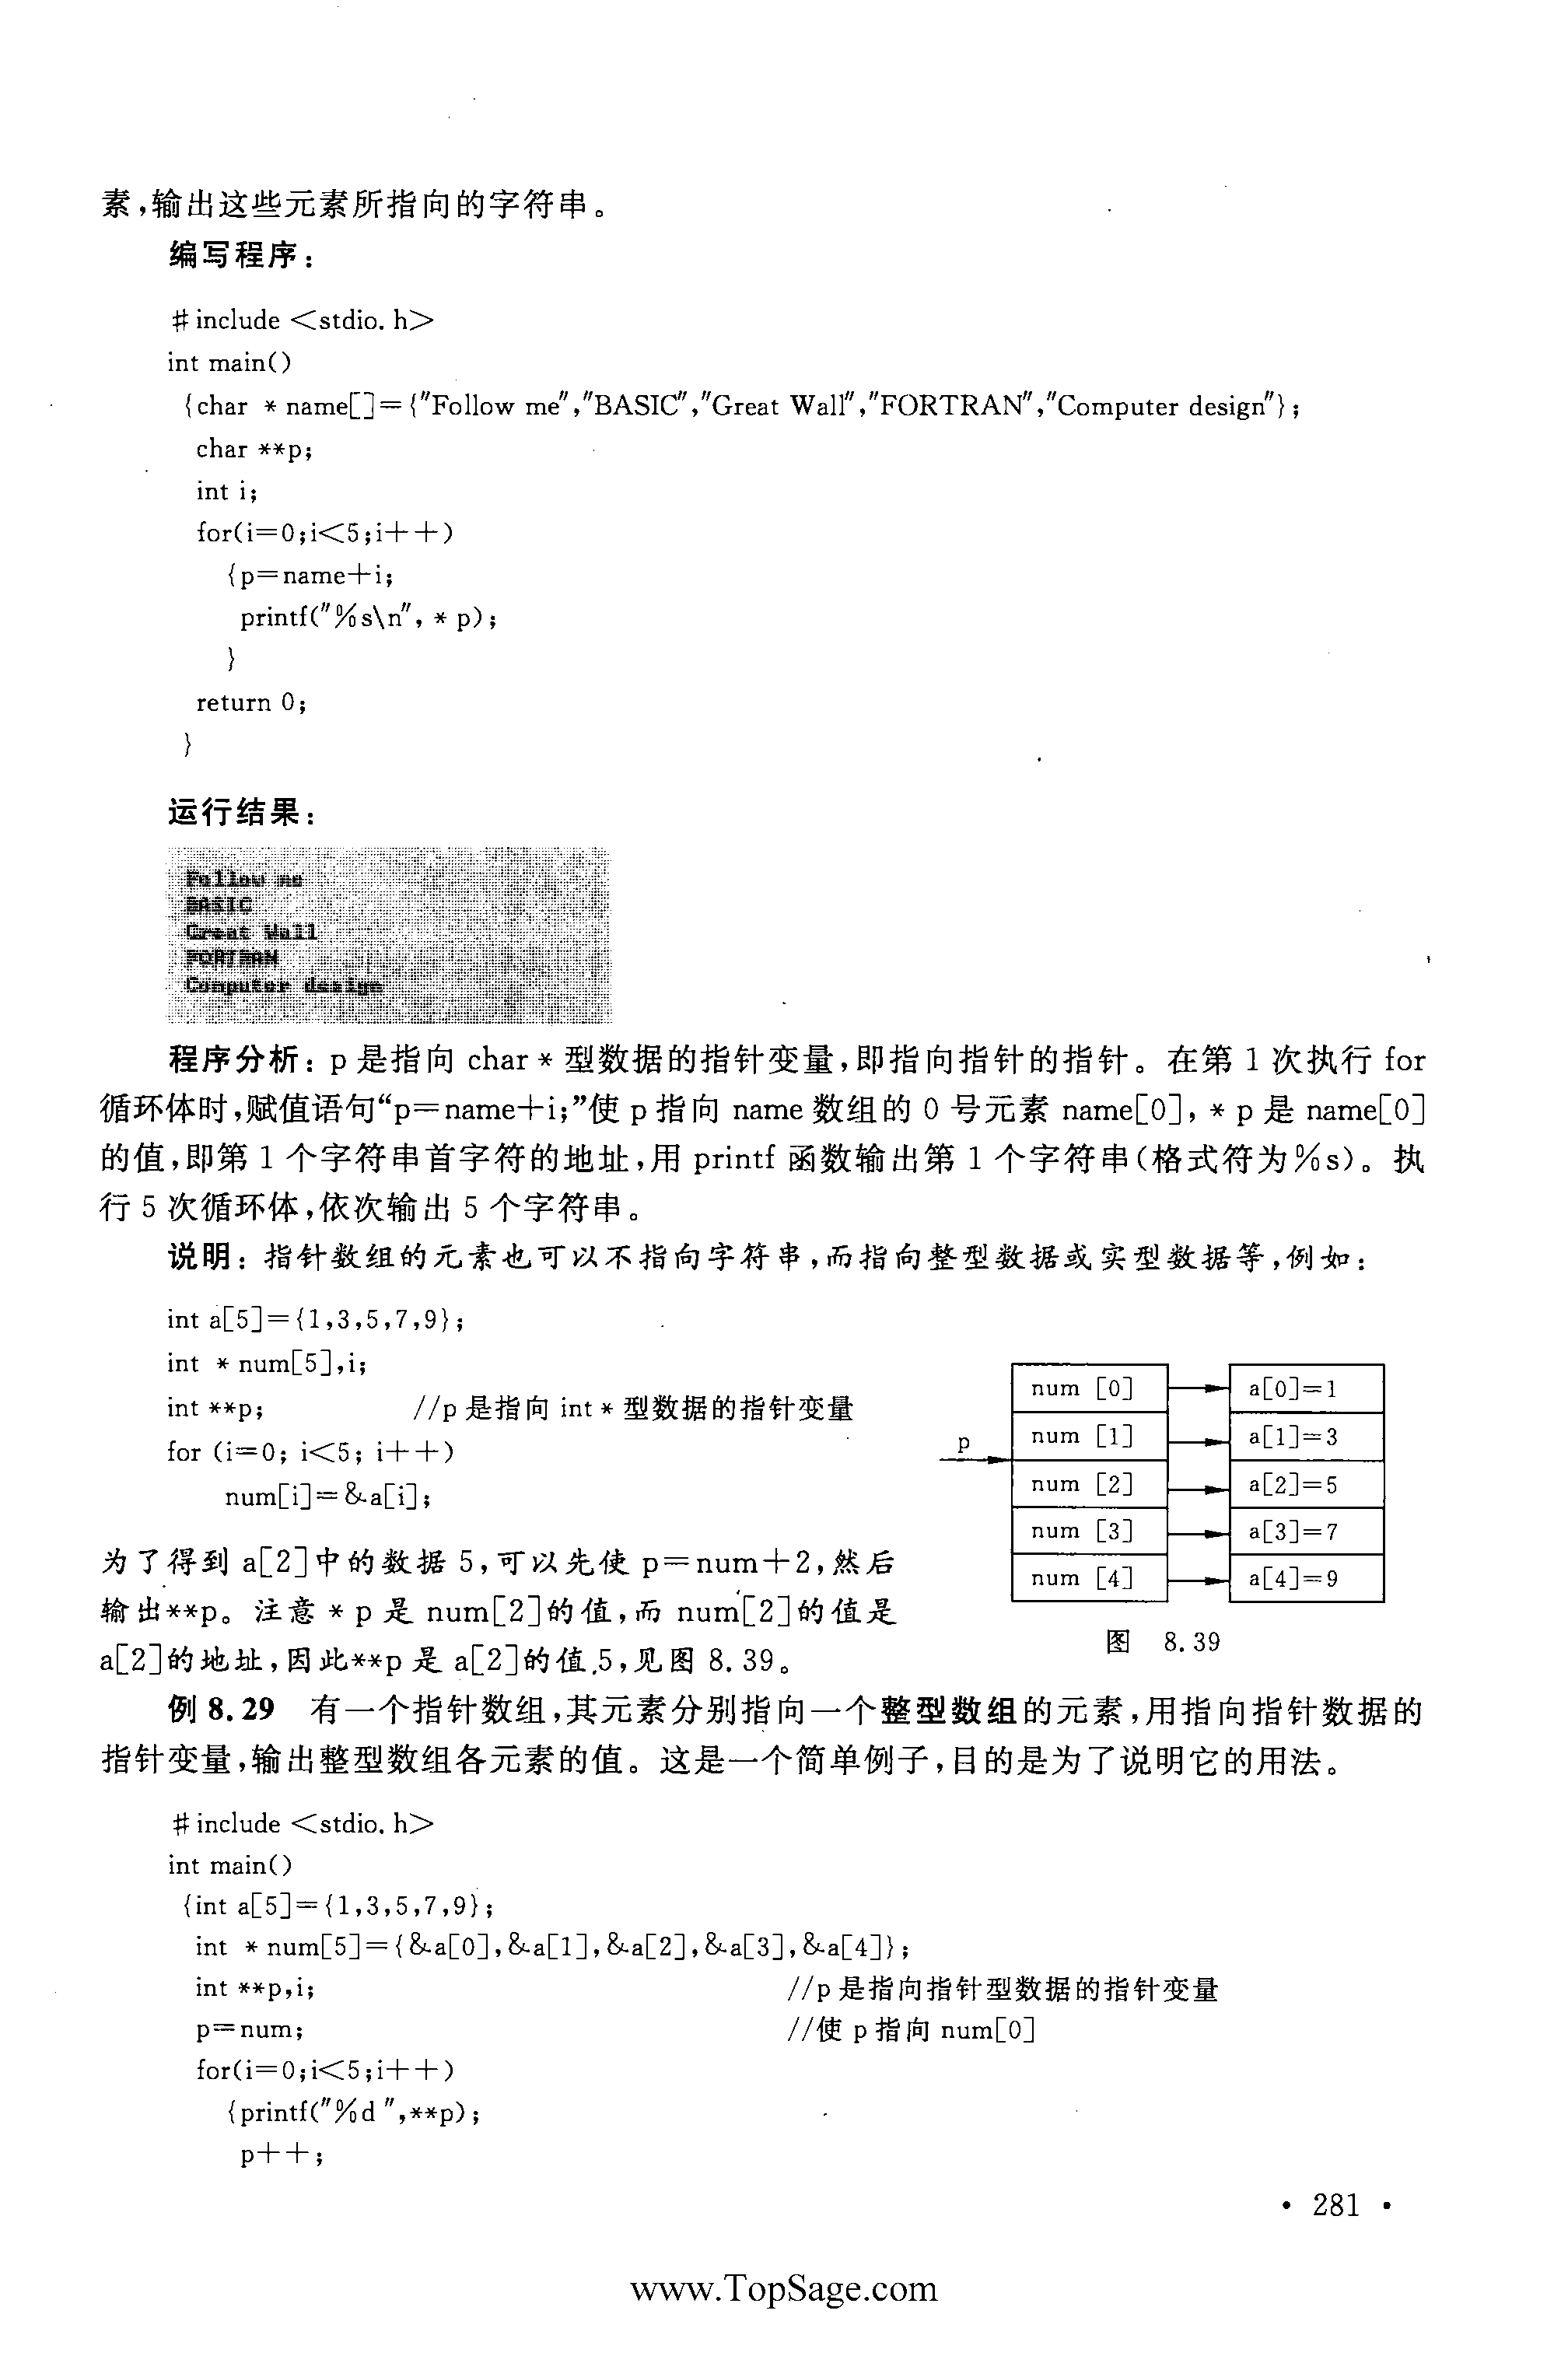 素,输出这些元素所指向的字符串。
编写程序:
#include <stdio.h>
int main()
{char *name[]={"Follow me","BASIC","Great Wall","FORTRAN","Computer design"};
char **p;
int i;
for(i=0;i<5;i++)
{p=name+i;
printf("%s\n",*p);
}
return 0;
}
运行结果:
Follow me
BASIC
Great Wall
FORTRAN
Computer design
程序分析:p是指向 char*型数据的指针变量,即指向指针的指针。在第1次执行 for
循环体时,赋值语句“p=name+i;”使p指向 name 数组的0号元素 name[0],*p是 name[0]
的值,即第1个字符串首字符的地址,用 printf 函数输出第1个字符串(格式符为%s)。执
行5次循环体,依次输出5个字符串。
说明:指针数组的元素也可以不指向字符串,而指向整型数据或实型数据等,例如:
int a[5]={1,3,5,7,9};
int *num[5],i;
int **p; //p是指向 int*型数据的指针变量
for (i=0; i<5; i++)
num[i]=&a[i];
为了得到 a[2]中的数据5,可以先使 p=num+2,然后
输出**p。注意*p是 num[2]的值,而 num[2]的值是
a[2]的地址,因此**p是 a[2]的值5,见图 8.39。
p
num [0] a[0]=1
num [1] a[1]=3
num [2] a[2]=5
num [3] a[3]=7
num [4] a[4]=9
图 8.39
例 8.29 有一个指针数组,其元素分别指向一个整型数组的元素,用指向指针数据的
指针变量,输出整型数组各元素的值。这是一个简单例子,目的是为了说明它的用法。
#include <stdio.h>
int main()
{int a[5]={1,3,5,7,9};
int *num[5]={&a[0],&a[1],&a[2],&a[3],&a[4]};
int **p,i; //p是指向指针型数据的指针变量
p=num; //使p指向 num[0]
for(i=0;i<5;i++)
{printf("%d ",**p);
p++;
· 281 ·
www.TopSage.com